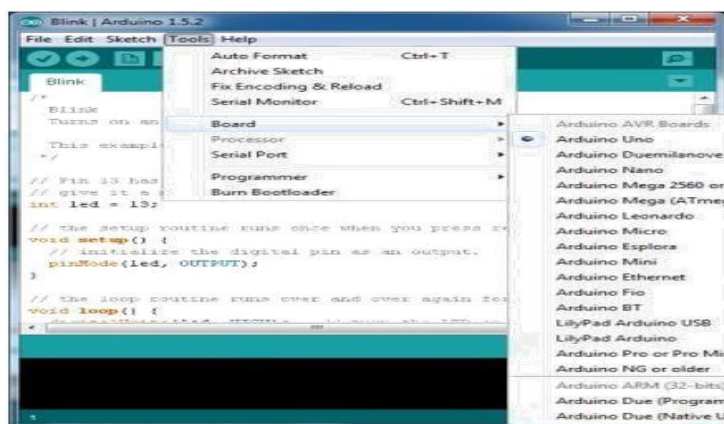 Blink | Arduino 1.5.2
File Edit Sketch Tools Help
Blink
Auto Format Ctrl+T
Archive Sketch
Fix Encoding & Reload
Serial Monitor Ctrl+Shift+M
Board
Processor
Serial Port
Programmer
Burn Bootloader
Arduino AVR Boards
Arduino Uno
Arduino Duemilanove
Arduino Nano
Arduino Mega 2560 or
Arduino Mega (ATmeg
Arduino Leonardo
Arduino Micro
Arduino Esplora
Arduino Mini
Arduino Ethernet
Arduino Fio
Arduino BT
LilyPad Arduino USB
LilyPad Arduino
Arduino Pro or Pro Mi
Arduino NG or older
Arduino ARM (32-bits)
Arduino Due (Program
Arduino Due (Native U
/*
Blink
Turns on an
This exampl
*/
// Pin 13 has
// give it a
int led = 13;
// the setup routine runs once when you press re
void setup() {
// initialize the digital pin as an output.
pinMode(led, OUTPUT);
}
// the loop routine runs over and over again for
void loop() {
1